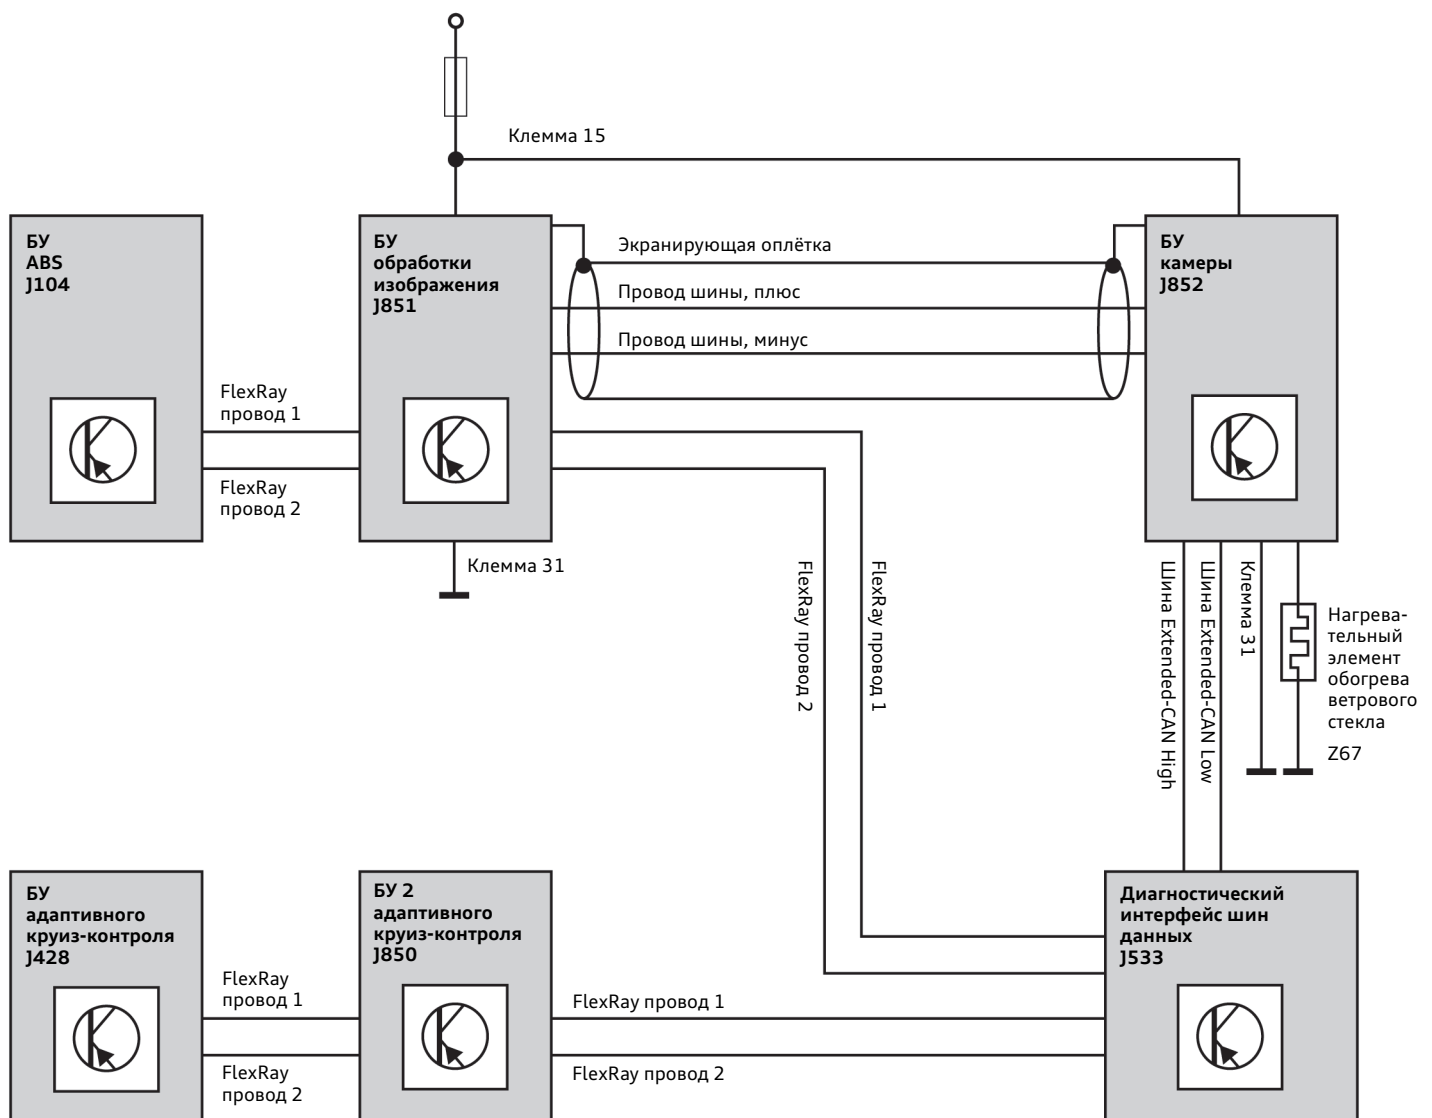 Клемма 15
БУ
ABS
J104
БУ
обработки
изображения
J851
Экранирующая оплётка
Провод шины, плюс
Провод шины, минус
БУ
камеры
J852
FlexRay
провод 1
FlexRay
провод 2
Клемма 31
FlexRay провод 2
FlexRay провод 1
Шина Extended-CAN High
Шина Extended-CAN Low
Клемма 31
Нагрева-
тельный
элемент
обогрева
ветрового
стекла
Z67
БУ
адаптивного
круиз-контроля
J428
БУ 2
адаптивного
круиз-контроля
J850
Диагностический
интерфейс шин
данных
J533
FlexRay
провод 1
FlexRay
провод 2
FlexRay провод 1
FlexRay провод 2